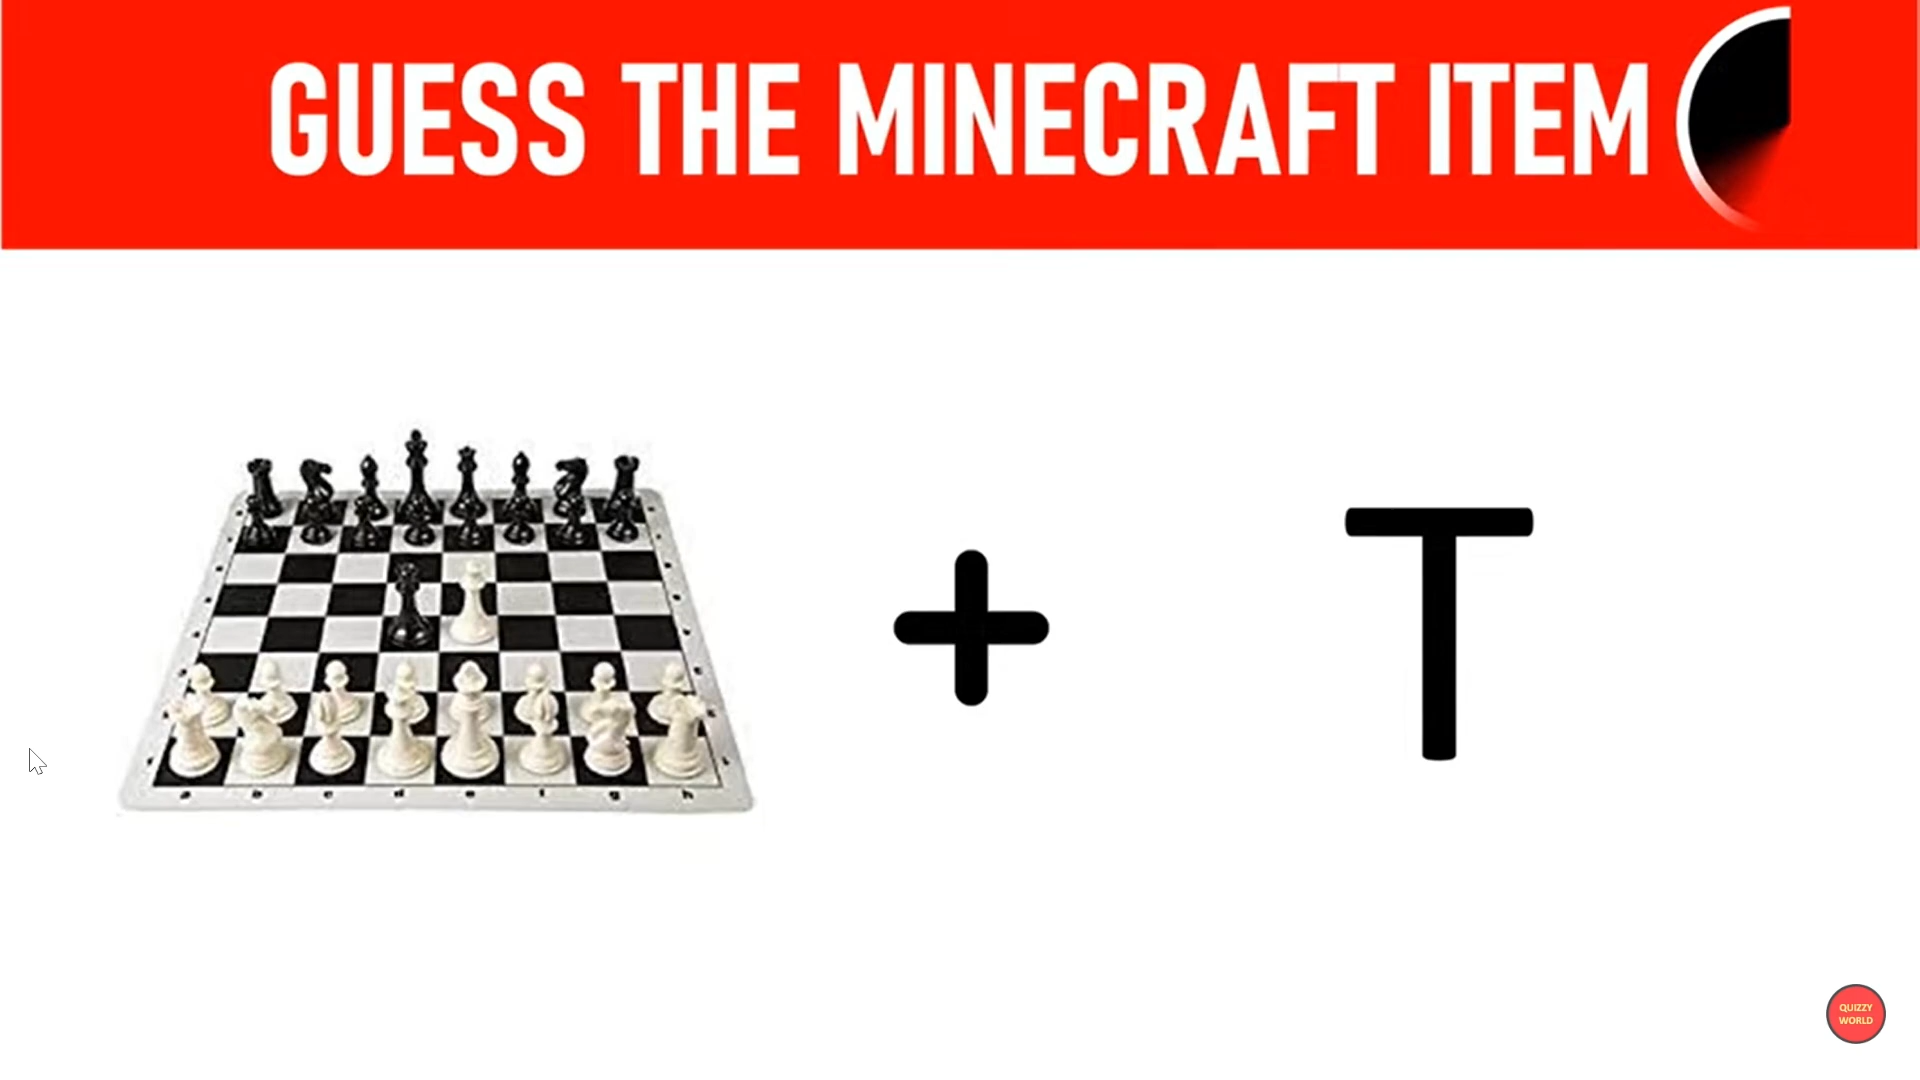 GUESS THE MINECRAFT ITEM
+ T
a b c d e f g h
QUIZZY
WORLD